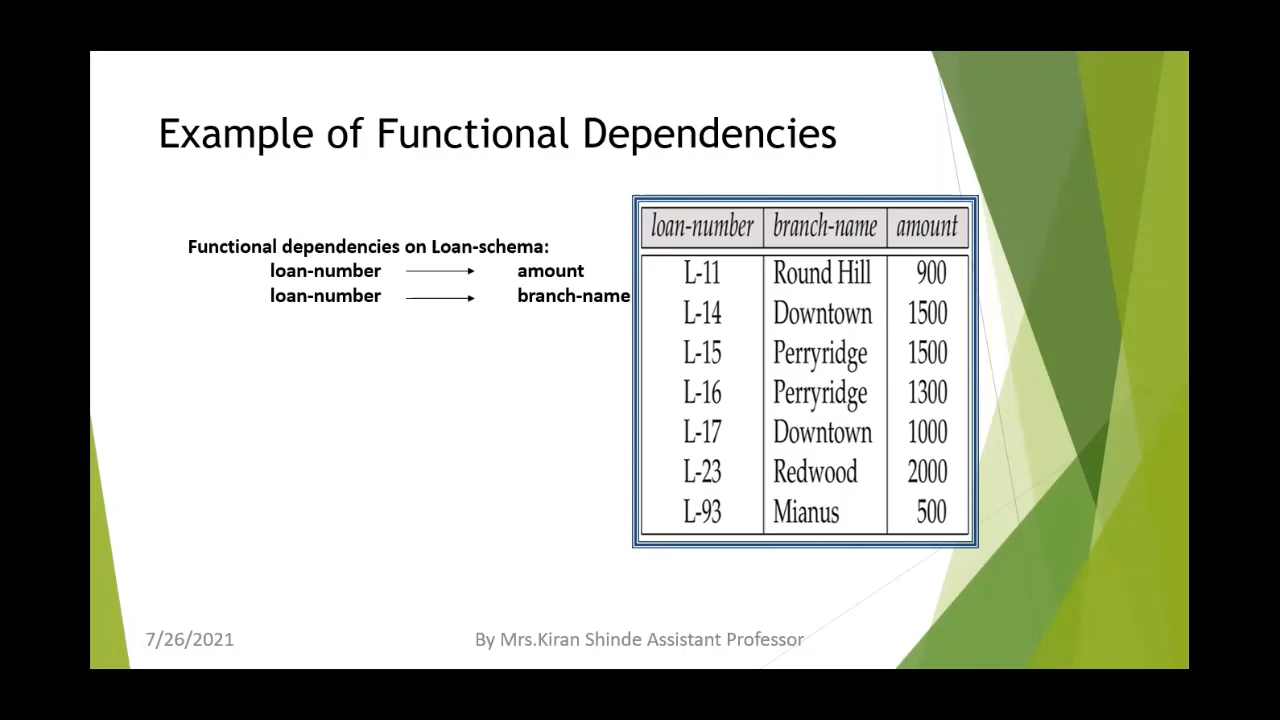 Example of Functional Dependencies
Functional dependencies on Loan-schema:
loan-number amount
loan-number branch-name
loan-number branch-name amount
L-11 Round Hill 900
L-14 Downtown 1500
L-15 Perryridge 1500
L-16 Perryridge 1300
L-17 Downtown 1000
L-23 Redwood 2000
L-93 Mianus 500
7/26/2021 By Mrs.Kiran Shinde Assistant Professor